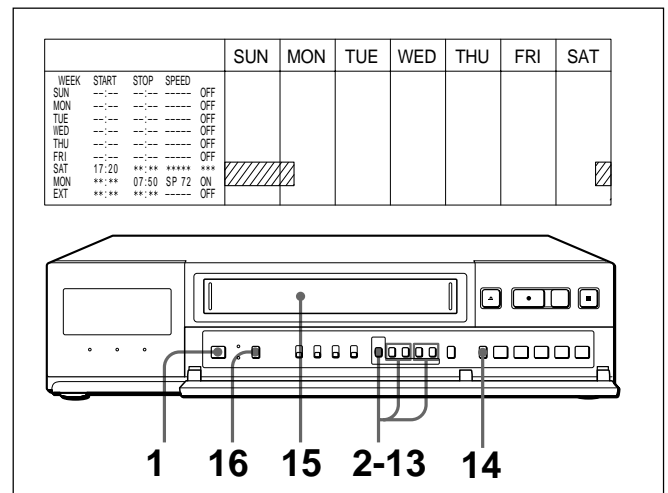 SUN MON TUE WED THU FRI SAT
WEEK START STOP SPEED
SUN --:-- --:-- ----- OFF
MON --:-- --:-- ----- OFF
TUE --:-- --:-- ----- OFF
WED --:-- --:-- ----- OFF
THU --:-- --:-- ----- OFF
FRI --:-- --:-- ----- OFF
SAT 17:20 **:** ***** ***
MON **:** 07:50 SP 72 ON
EXT **:** **:** ----- OFF
1 16 15 2-13 14